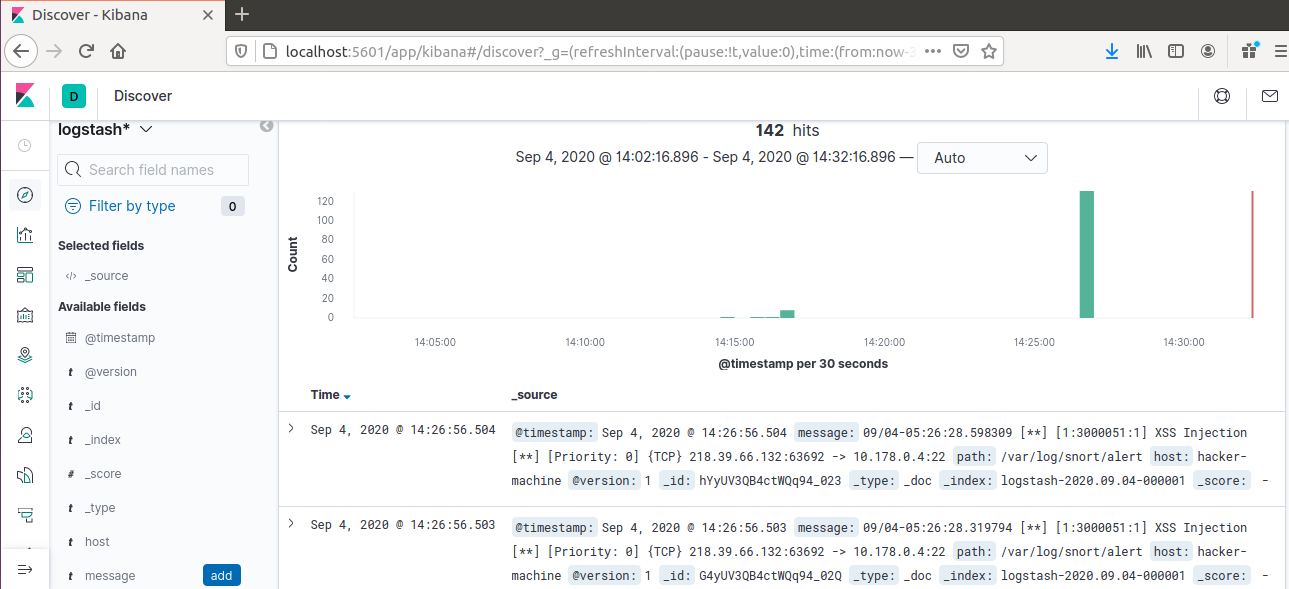 Discover - Kibana
localhost:5601/app/kibana#/discover?_g=(refreshInterval:(pause:!t,value:0),time:(from:now-
D Discover
logstash*
Search field names
Filter by type 0
Selected fields
</> _source
Available fields
@timestamp
t @version
t _id
t _index
# _score
t _type
t host
t message add
142 hits
Sep 4, 2020 @ 14:02:16.896 - Sep 4, 2020 @ 14:32:16.896 — Auto
Count
120
100
80
60
40
20
0
14:05:00 14:10:00 14:15:00 14:20:00 14:25:00 14:30:00
@timestamp per 30 seconds
Time _source
Sep 4, 2020 @ 14:26:56.504 @timestamp: Sep 4, 2020 @ 14:26:56.504 message: 09/04-05:26:28.598309 [**] [1:3000051:1] XSS Injection
[**] [Priority: 0] {TCP} 218.39.66.132:63692 -> 10.178.0.4:22 path: /var/log/snort/alert host: hacker-
machine @version: 1 _id: hYyUV3QB4ctWQq94_023 _type: _doc _index: logstash-2020.09.04-000001 _score: -
Sep 4, 2020 @ 14:26:56.503 @timestamp: Sep 4, 2020 @ 14:26:56.503 message: 09/04-05:26:28.319794 [**] [1:3000051:1] XSS Injection
[**] [Priority: 0] {TCP} 218.39.66.132:63692 -> 10.178.0.4:22 path: /var/log/snort/alert host: hacker-
machine @version: 1 _id: G4yUV3QB4ctWQq94_02Q _type: _doc _index: logstash-2020.09.04-000001 _score: -